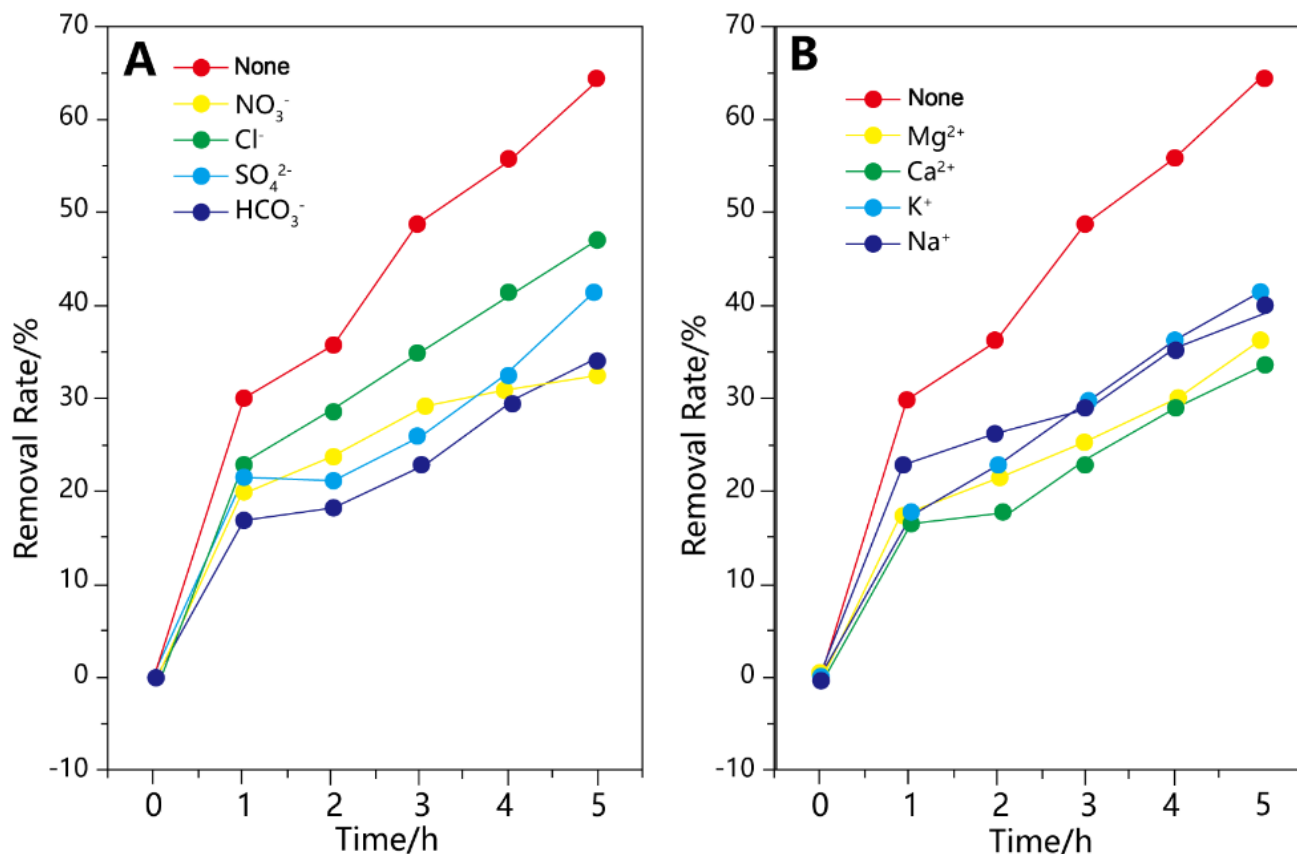 A
None
NO₃⁻
Cl⁻
SO₄²⁻
HCO₃⁻
70
60
50
40
30
20
10
0
-10
Removal Rate/%
0 1 2 3 4 5
Time/h
B
None
Mg²⁺
Ca²⁺
K⁺
Na⁺
70
60
50
40
30
20
10
0
-10
Removal Rate/%
0 1 2 3 4 5
Time/h